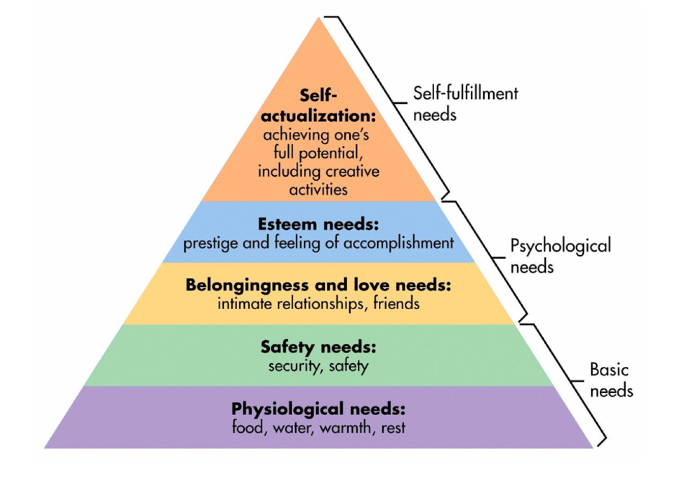 Self-
actualization:
achieving one's
full potential,
including creative
activities
Self-fulfillment
needs
Esteem needs:
prestige and feeling of accomplishment
Belongingness and love needs:
intimate relationships, friends
Psychological
needs
Safety needs:
security, safety
Physiological needs:
food, water, warmth, rest
Basic
needs